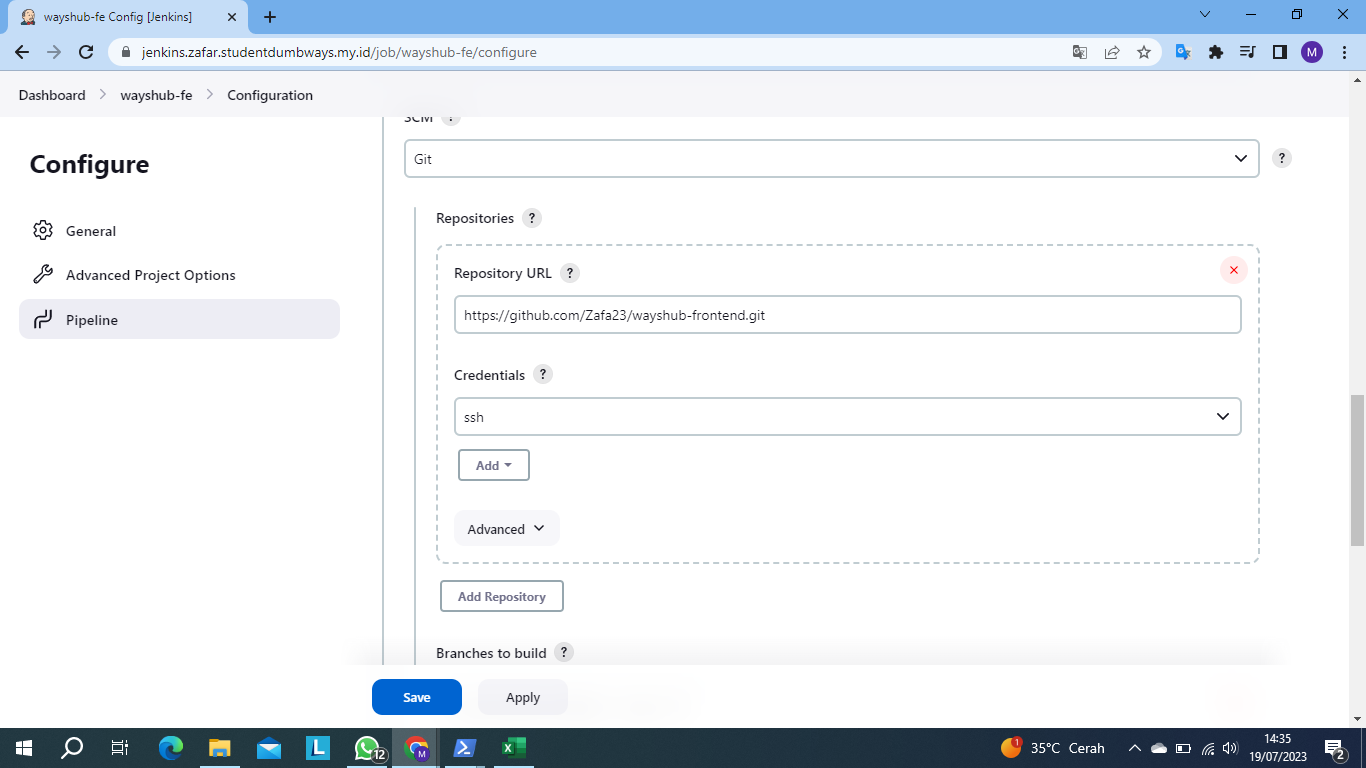 wayshub-fe Config [Jenkins]
jenkins.zafar.studentdumbways.my.id/job/wayshub-fe/configure
M
Dashboard > wayshub-fe > Configuration
Configure
General
Advanced Project Options
Pipeline
SCM ?
Git
?
Repositories ?
Repository URL ?
https://github.com/Zafa23/wayshub-frontend.git
Credentials ?
ssh
Add
Advanced
Add Repository
Branches to build ?
Save
Apply
L
12
M
1
35°C Cerah
14:35
19/07/2023
2